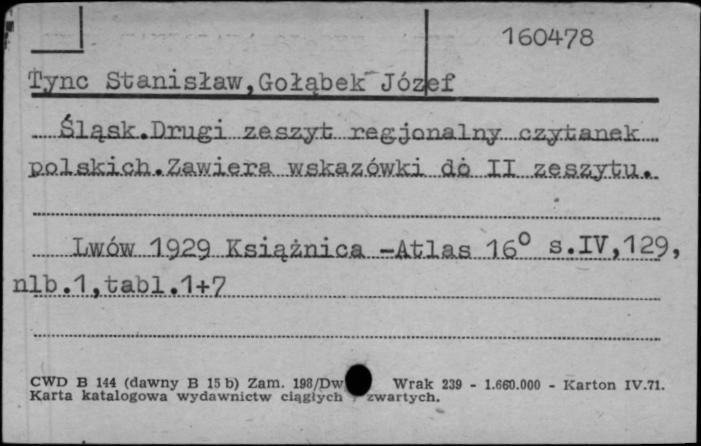 160478
Tync Stanisław,Gołąbek Józef
Śląsk.Drugi zeszyt regjonalny czytanek
polskich.Zawiera wskazówki do II zeszytu.
Lwów 1929 Książnica -Atlas 16° s.IV,129,
nlb.1,tabl.1+7
CWD B 144 (dawny B 15 b) Zam. 198/Dw Wrak 239 - 1.660.000 - Karton IV.71.
Karta katalogowa wydawnictw ciągłych zwartych.